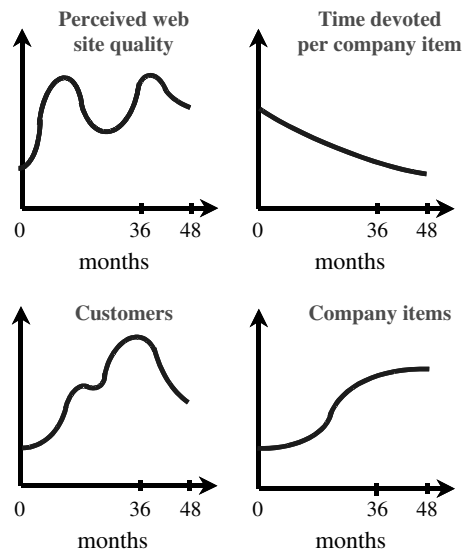 Perceived web
site quality
0
36
48
months
Time devoted
per company item
0
36
48
months
Customers
0
36
48
months
Company items
0
36
48
months